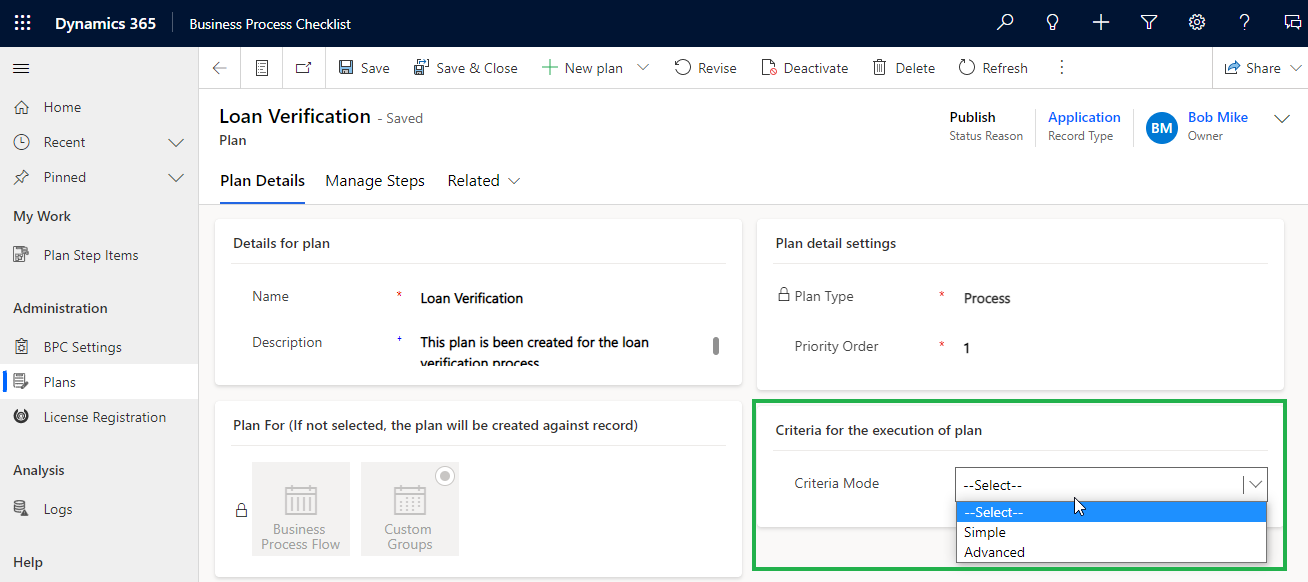 Dynamics 365
Business Process Checklist
Save
Save & Close
New plan
Revise
Deactivate
Delete
Refresh
Share
Home
Recent
Pinned
My Work
Plan Step Items
Administration
BPC Settings
Plans
License Registration
Analysis
Logs
Help
Loan Verification - Saved
Plan
Publish
Status Reason
Application
Record Type
BM
Bob Mike
Owner
Plan Details
Manage Steps
Related
Details for plan
Name * Loan Verification
Description + This plan is been created for the loan
verification process
Plan detail settings
Plan Type * Process
Priority Order * 1
Plan For (If not selected, the plan will be created against record)
Business
Process Flow
Custom
Groups
Criteria for the execution of plan
Criteria Mode
--Select--
--Select--
Simple
Advanced